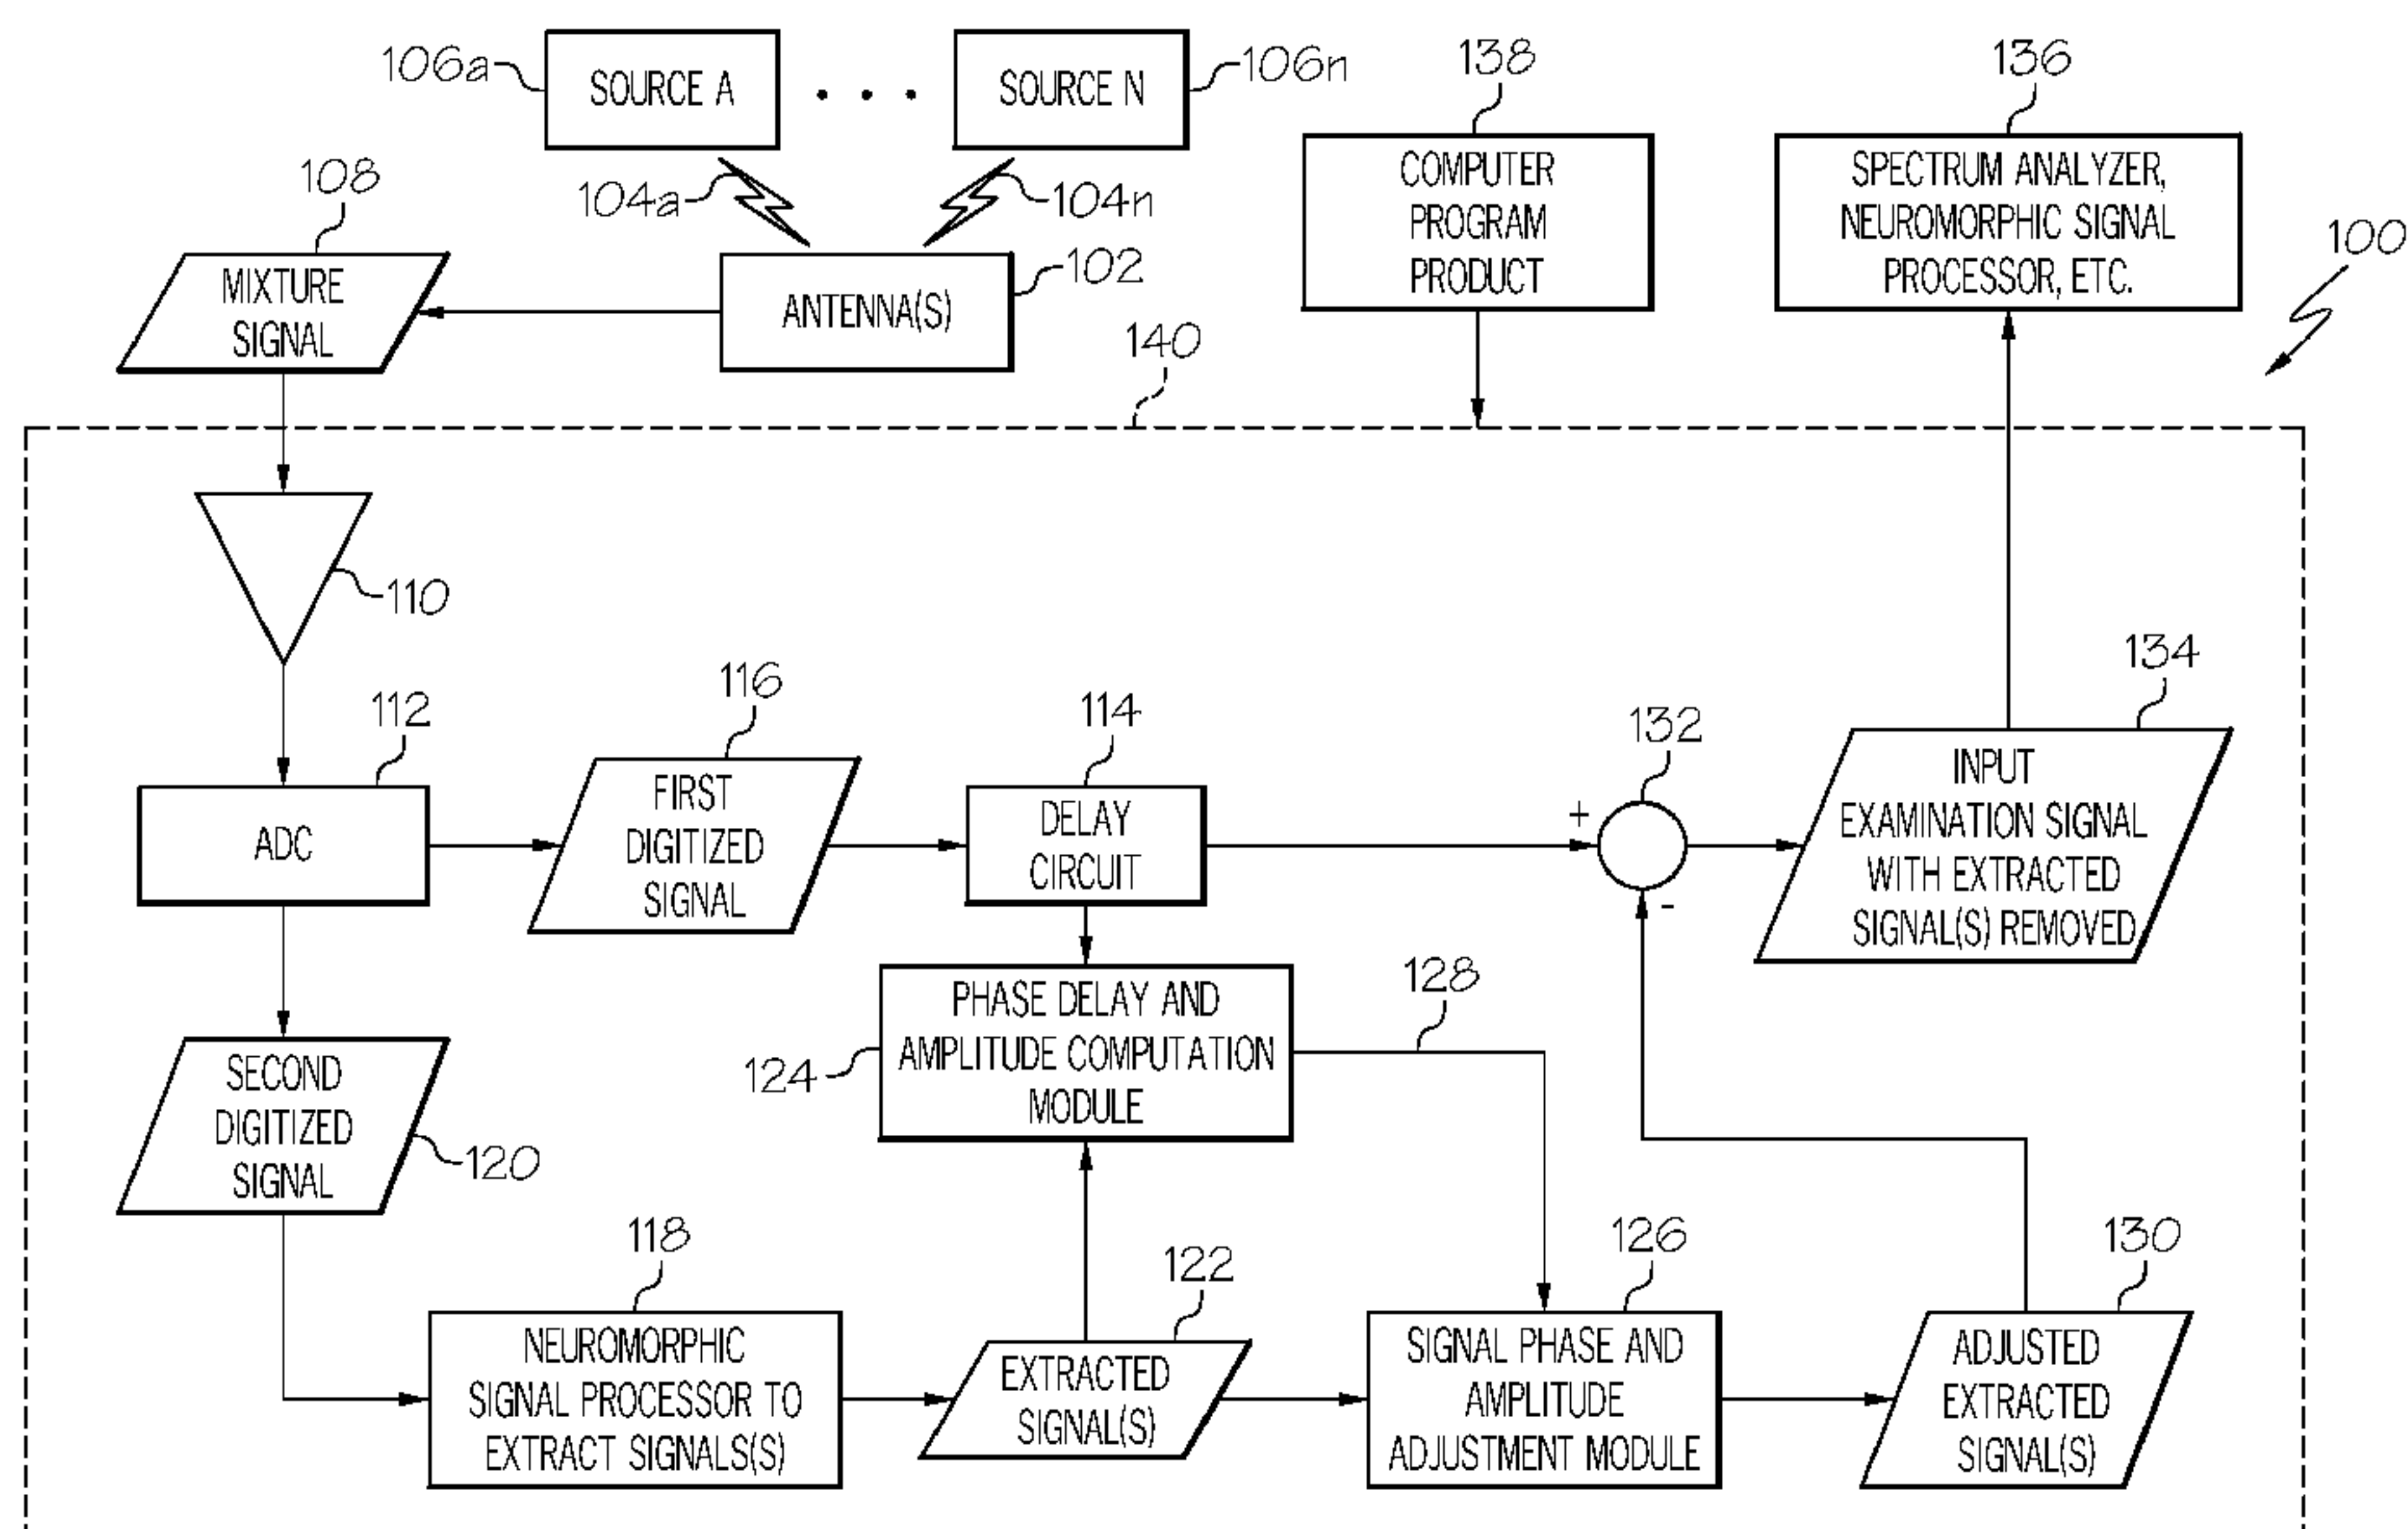 106a
SOURCE A
. . .
SOURCE N
106n
138
136
104a
104n
108
COMPUTER
PROGRAM
PRODUCT
SPECTRUM ANALYZER,
NEUROMORPHIC SIGNAL
PROCESSOR, ETC.
100
MIXTURE
SIGNAL
ANTENNA(S)
102
140
110
112
116
114
132
134
ADC
FIRST
DIGITIZED
SIGNAL
DELAY
CIRCUIT
+
-
INPUT
EXAMINATION SIGNAL
WITH EXTRACTED
SIGNAL(S) REMOVED
124
PHASE DELAY AND
AMPLITUDE COMPUTATION
MODULE
128
SECOND
DIGITIZED
SIGNAL
120
118
122
126
130
NEUROMORPHIC
SIGNAL PROCESSOR TO
EXTRACT SIGNALS(S)
EXTRACTED
SIGNAL(S)
SIGNAL PHASE AND
AMPLITUDE
ADJUSTMENT MODULE
ADJUSTED
EXTRACTED
SIGNAL(S)